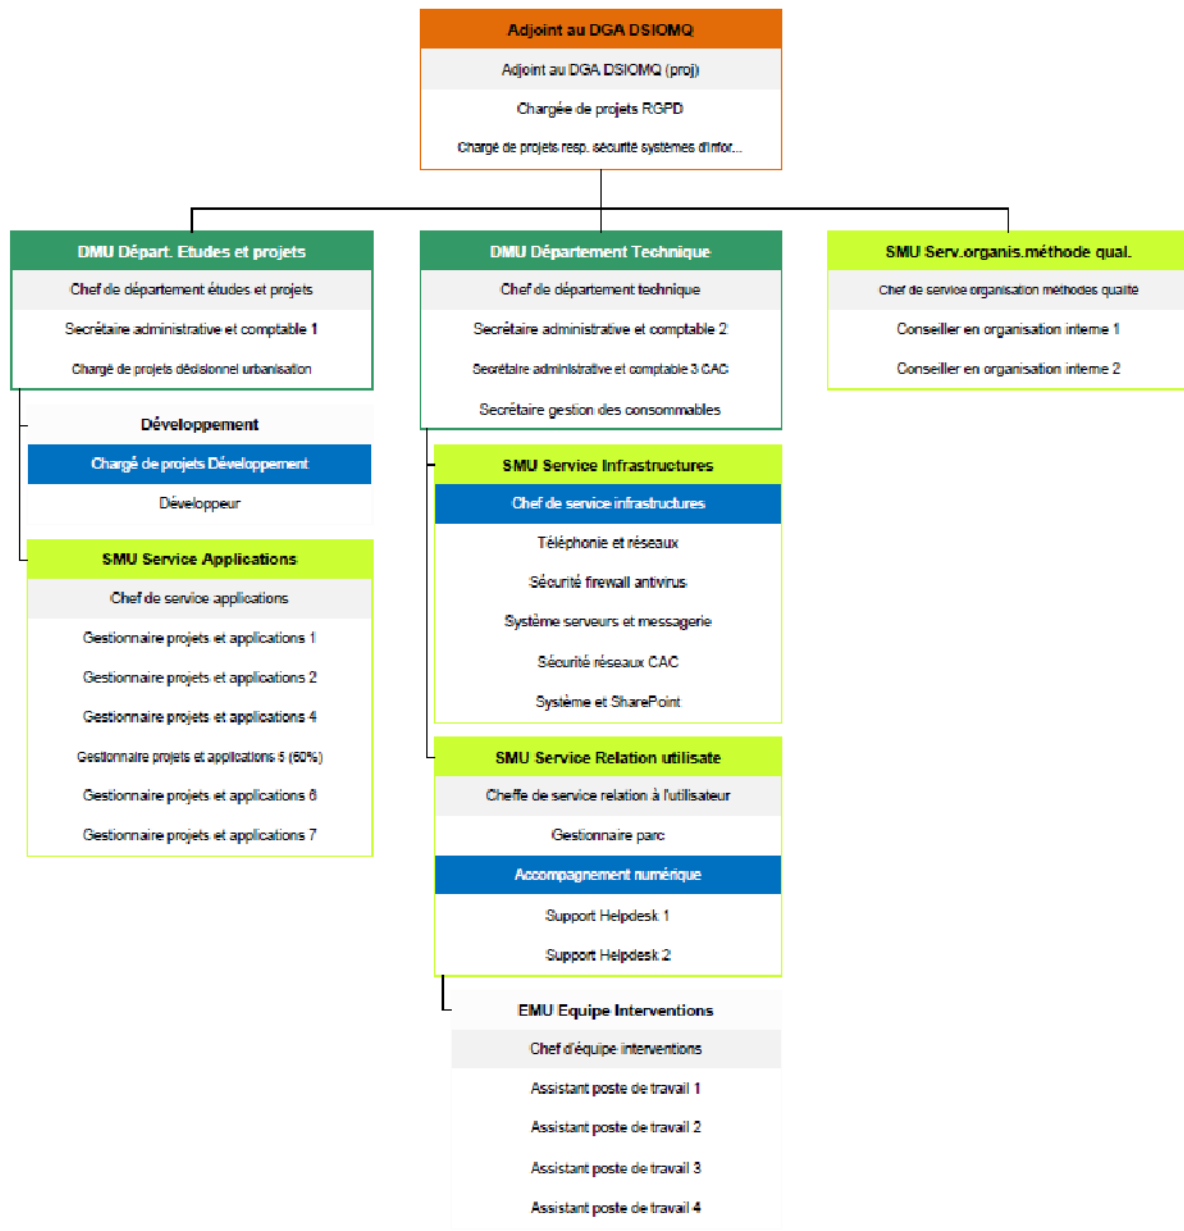 Adjoint au DGA DSIOMQ
Adjoint au DGA DSIOMQ (proj)
Chargée de projets RGPD
Chargé de projets resp. sécurité systèmes d'infor...
DMU Départ. Etudes et projets
Chef de département études et projets
Secrétaire administrative et comptable 1
Chargé de projets décisionnel urbanisation
Développement
Chargé de projets Développement
Développeur
SMU Service Applications
Chef de service applications
Gestionnaire projets et applications 1
Gestionnaire projets et applications 2
Gestionnaire projets et applications 4
Gestionnaire projets et applications 5 (60%)
Gestionnaire projets et applications 6
Gestionnaire projets et applications 7
DMU Département Technique
Chef de département technique
Secrétaire administrative et comptable 2
Secrétaire administrative et comptable 3 CAC
Secrétaire gestion des consommables
SMU Service Infrastructures
Chef de service infrastructures
Téléphonie et réseaux
Sécurité firewall antivirus
Système serveurs et messagerie
Sécurité réseaux CAC
Système et SharePoint
SMU Service Relation utilisate
Cheffe de service relation à l'utilisateur
Gestionnaire parc
Accompagnement numérique
Support Helpdesk 1
Support Helpdesk 2
EMU Equipe Interventions
Chef d'équipe interventions
Assistant poste de travail 1
Assistant poste de travail 2
Assistant poste de travail 3
Assistant poste de travail 4
SMU Serv.organis.méthode qual.
Chef de service organisation méthodes qualité
Conseiller en organisation interne 1
Conseiller en organisation interne 2